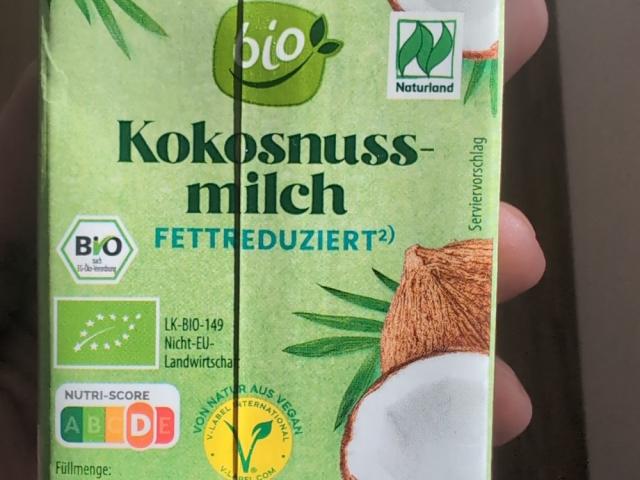 bio
Naturland
Kokosnuss-
milch
FETTREDUZIERT²⁾
Serviervorschlag
BIO
nach
EG-Öko-Verordnung
LK-BIO-149
Nicht-EU-
Landwirtschaft
NUTRI-SCORE
A B C D E
VON NATUR AUS VEGAN
V-LABEL INTERNATIONAL
V-LABEL.COM
Füllmenge: